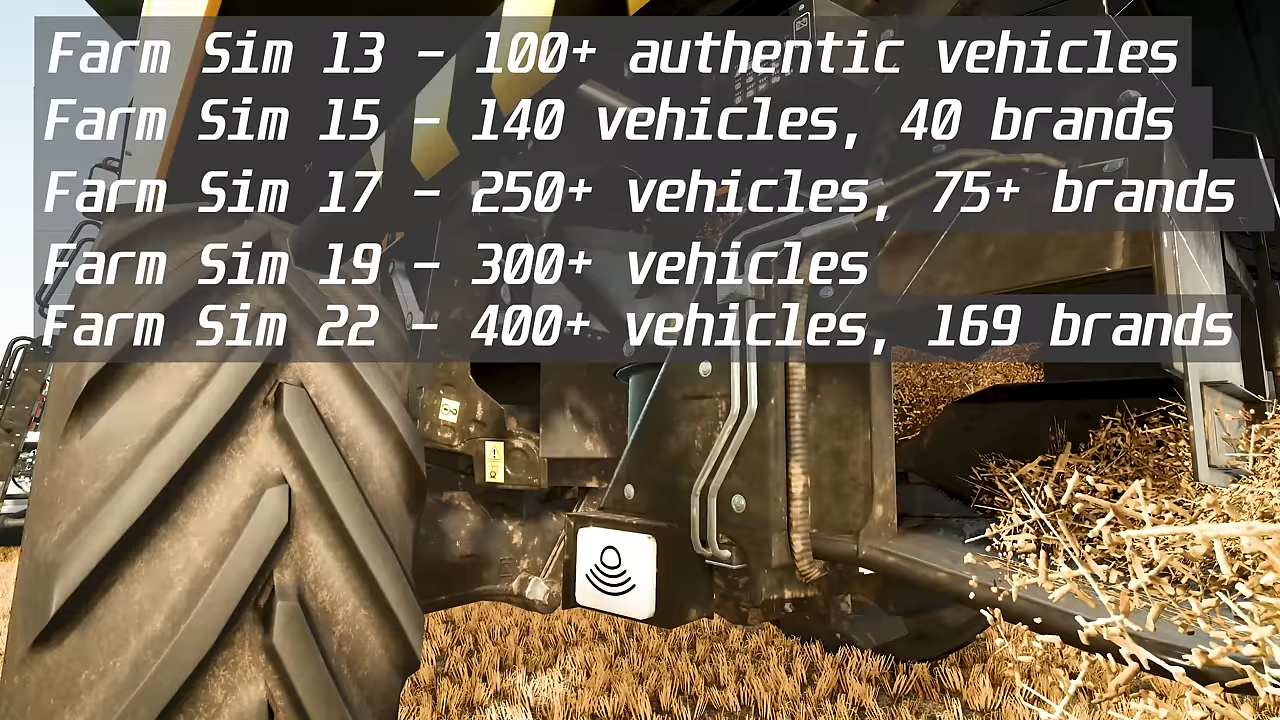 Farm Sim 13 - 100+ authentic vehicles
Farm Sim 15 - 140 vehicles, 40 brands
Farm Sim 17 - 250+ vehicles, 75+ brands
Farm Sim 19 - 300+ vehicles
Farm Sim 22 - 400+ vehicles, 169 brands